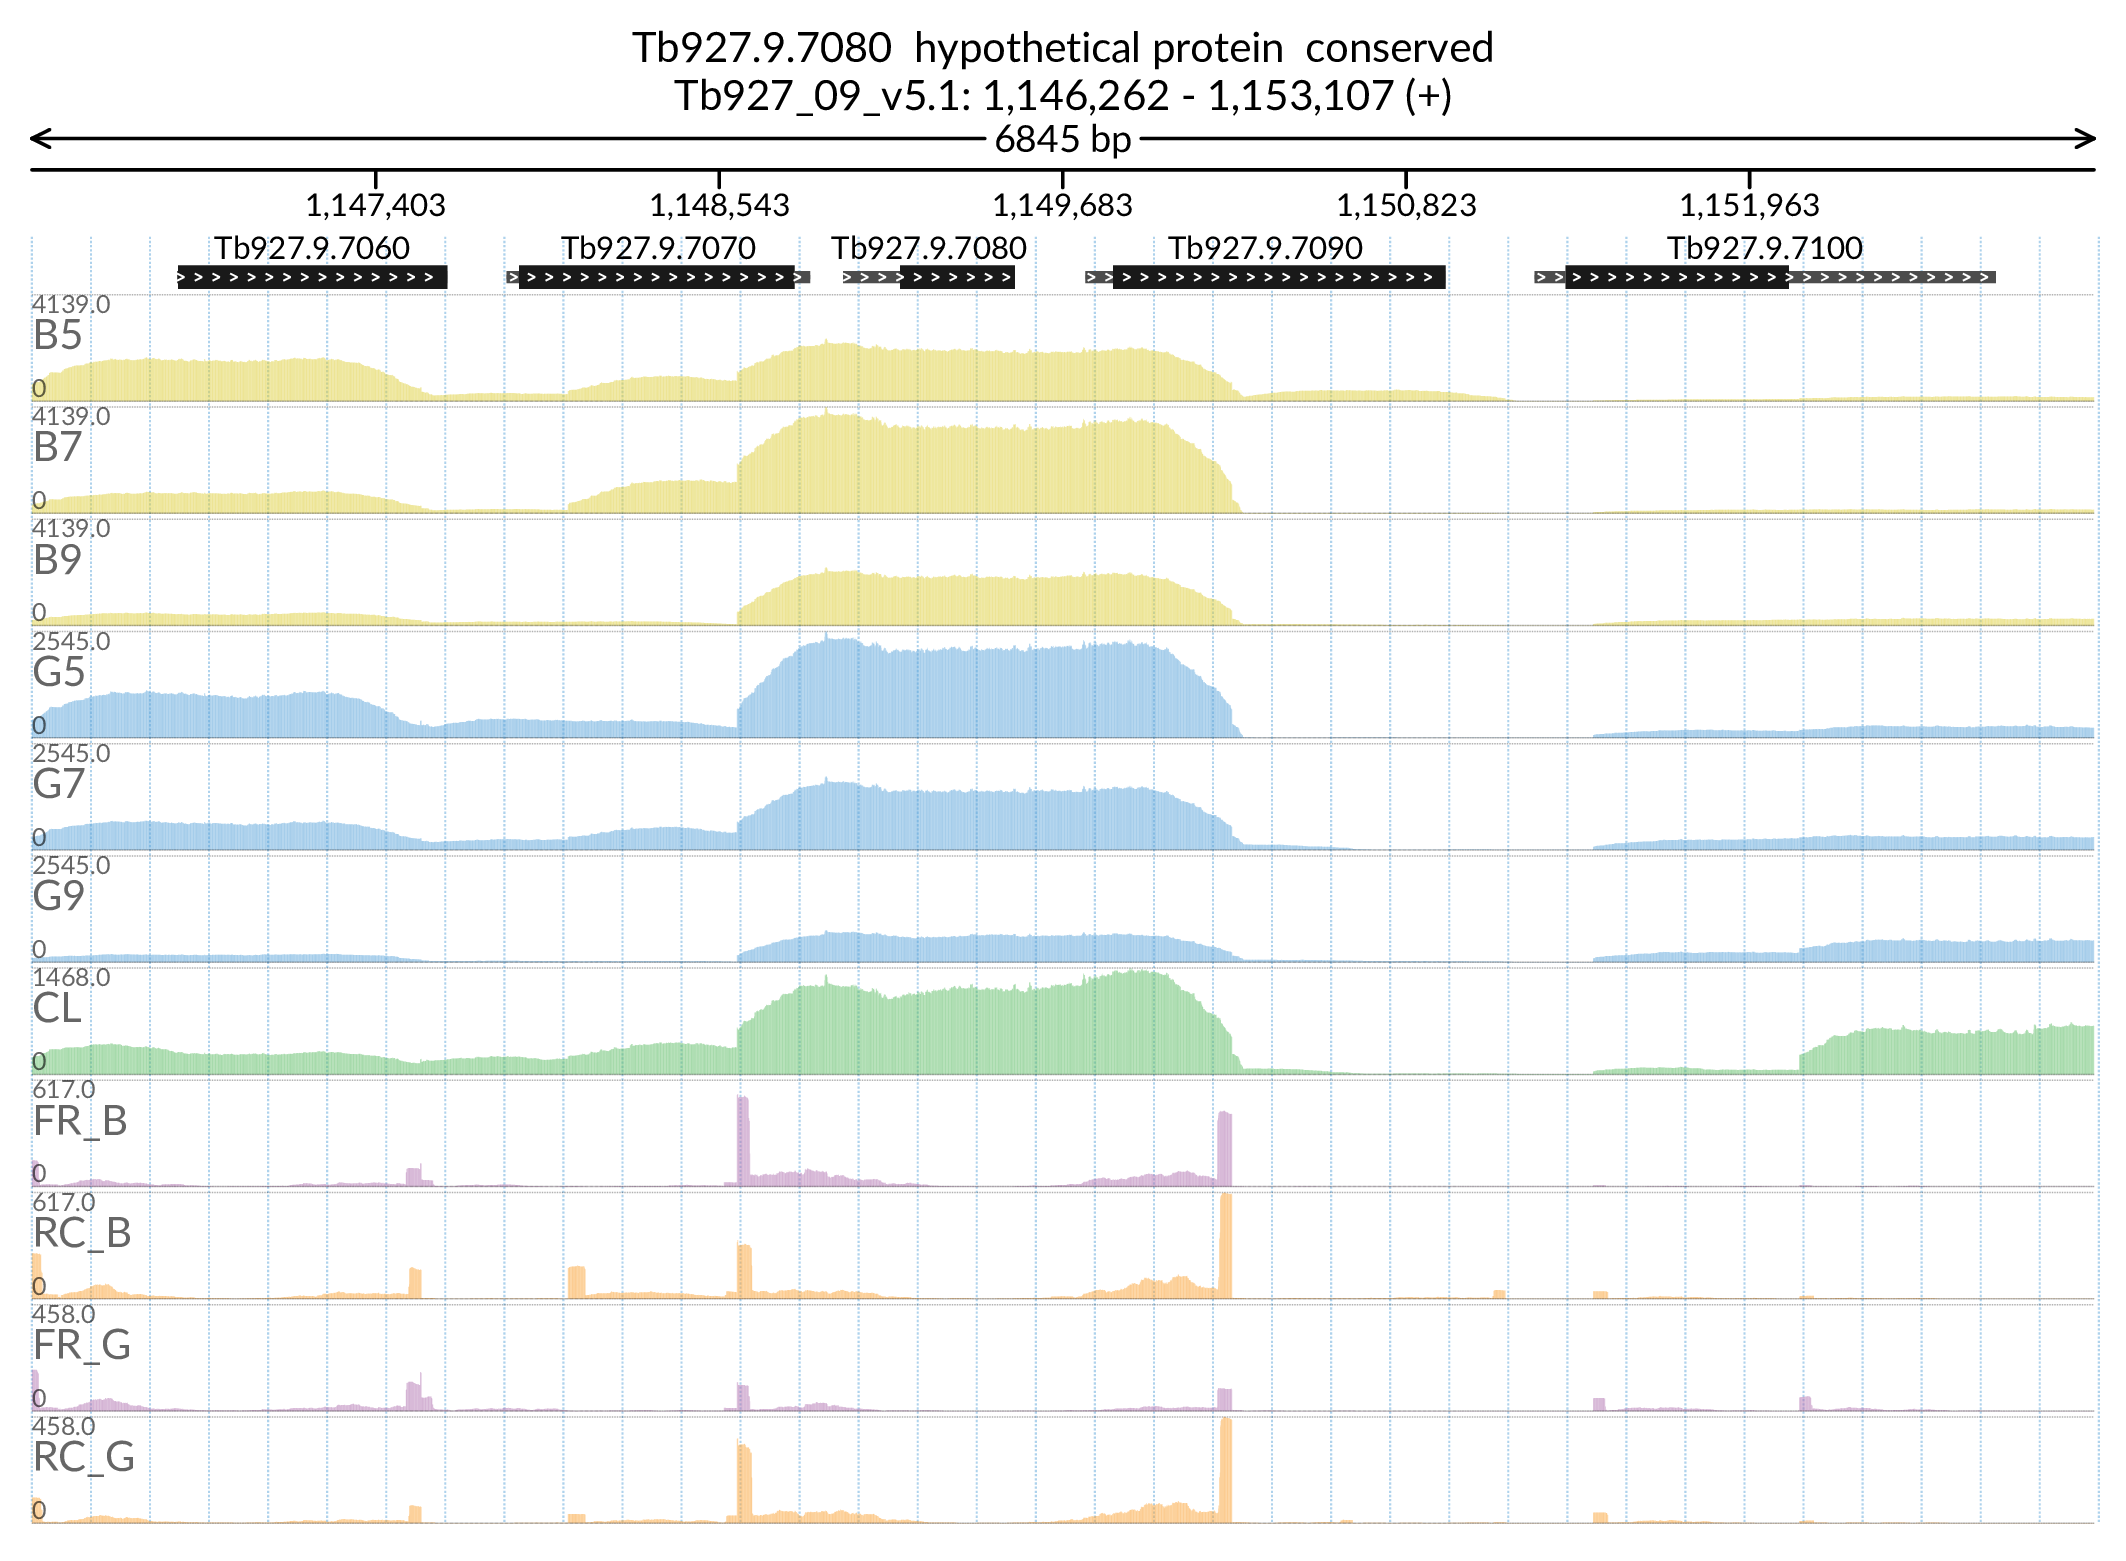 Tb927.9.7080  hypothetical protein  conserved
Tb927_09_v5.1: 1,146,262 - 1,153,107 (+)
6845 bp
1,147,403 1,148,543 1,149,683 1,150,823 1,151,963
Tb927.9.7060 Tb927.9.7070 Tb927.9.7080 Tb927.9.7090 Tb927.9.7100
4139.0
B5
0
4139.0
B7
0
4139.0
B9
0
2545.0
G5
0
2545.0
G7
0
2545.0
G9
0
1468.0
CL
0
617.0
FR_B
0
617.0
RC_B
0
458.0
FR_G
0
458.0
RC_G
0